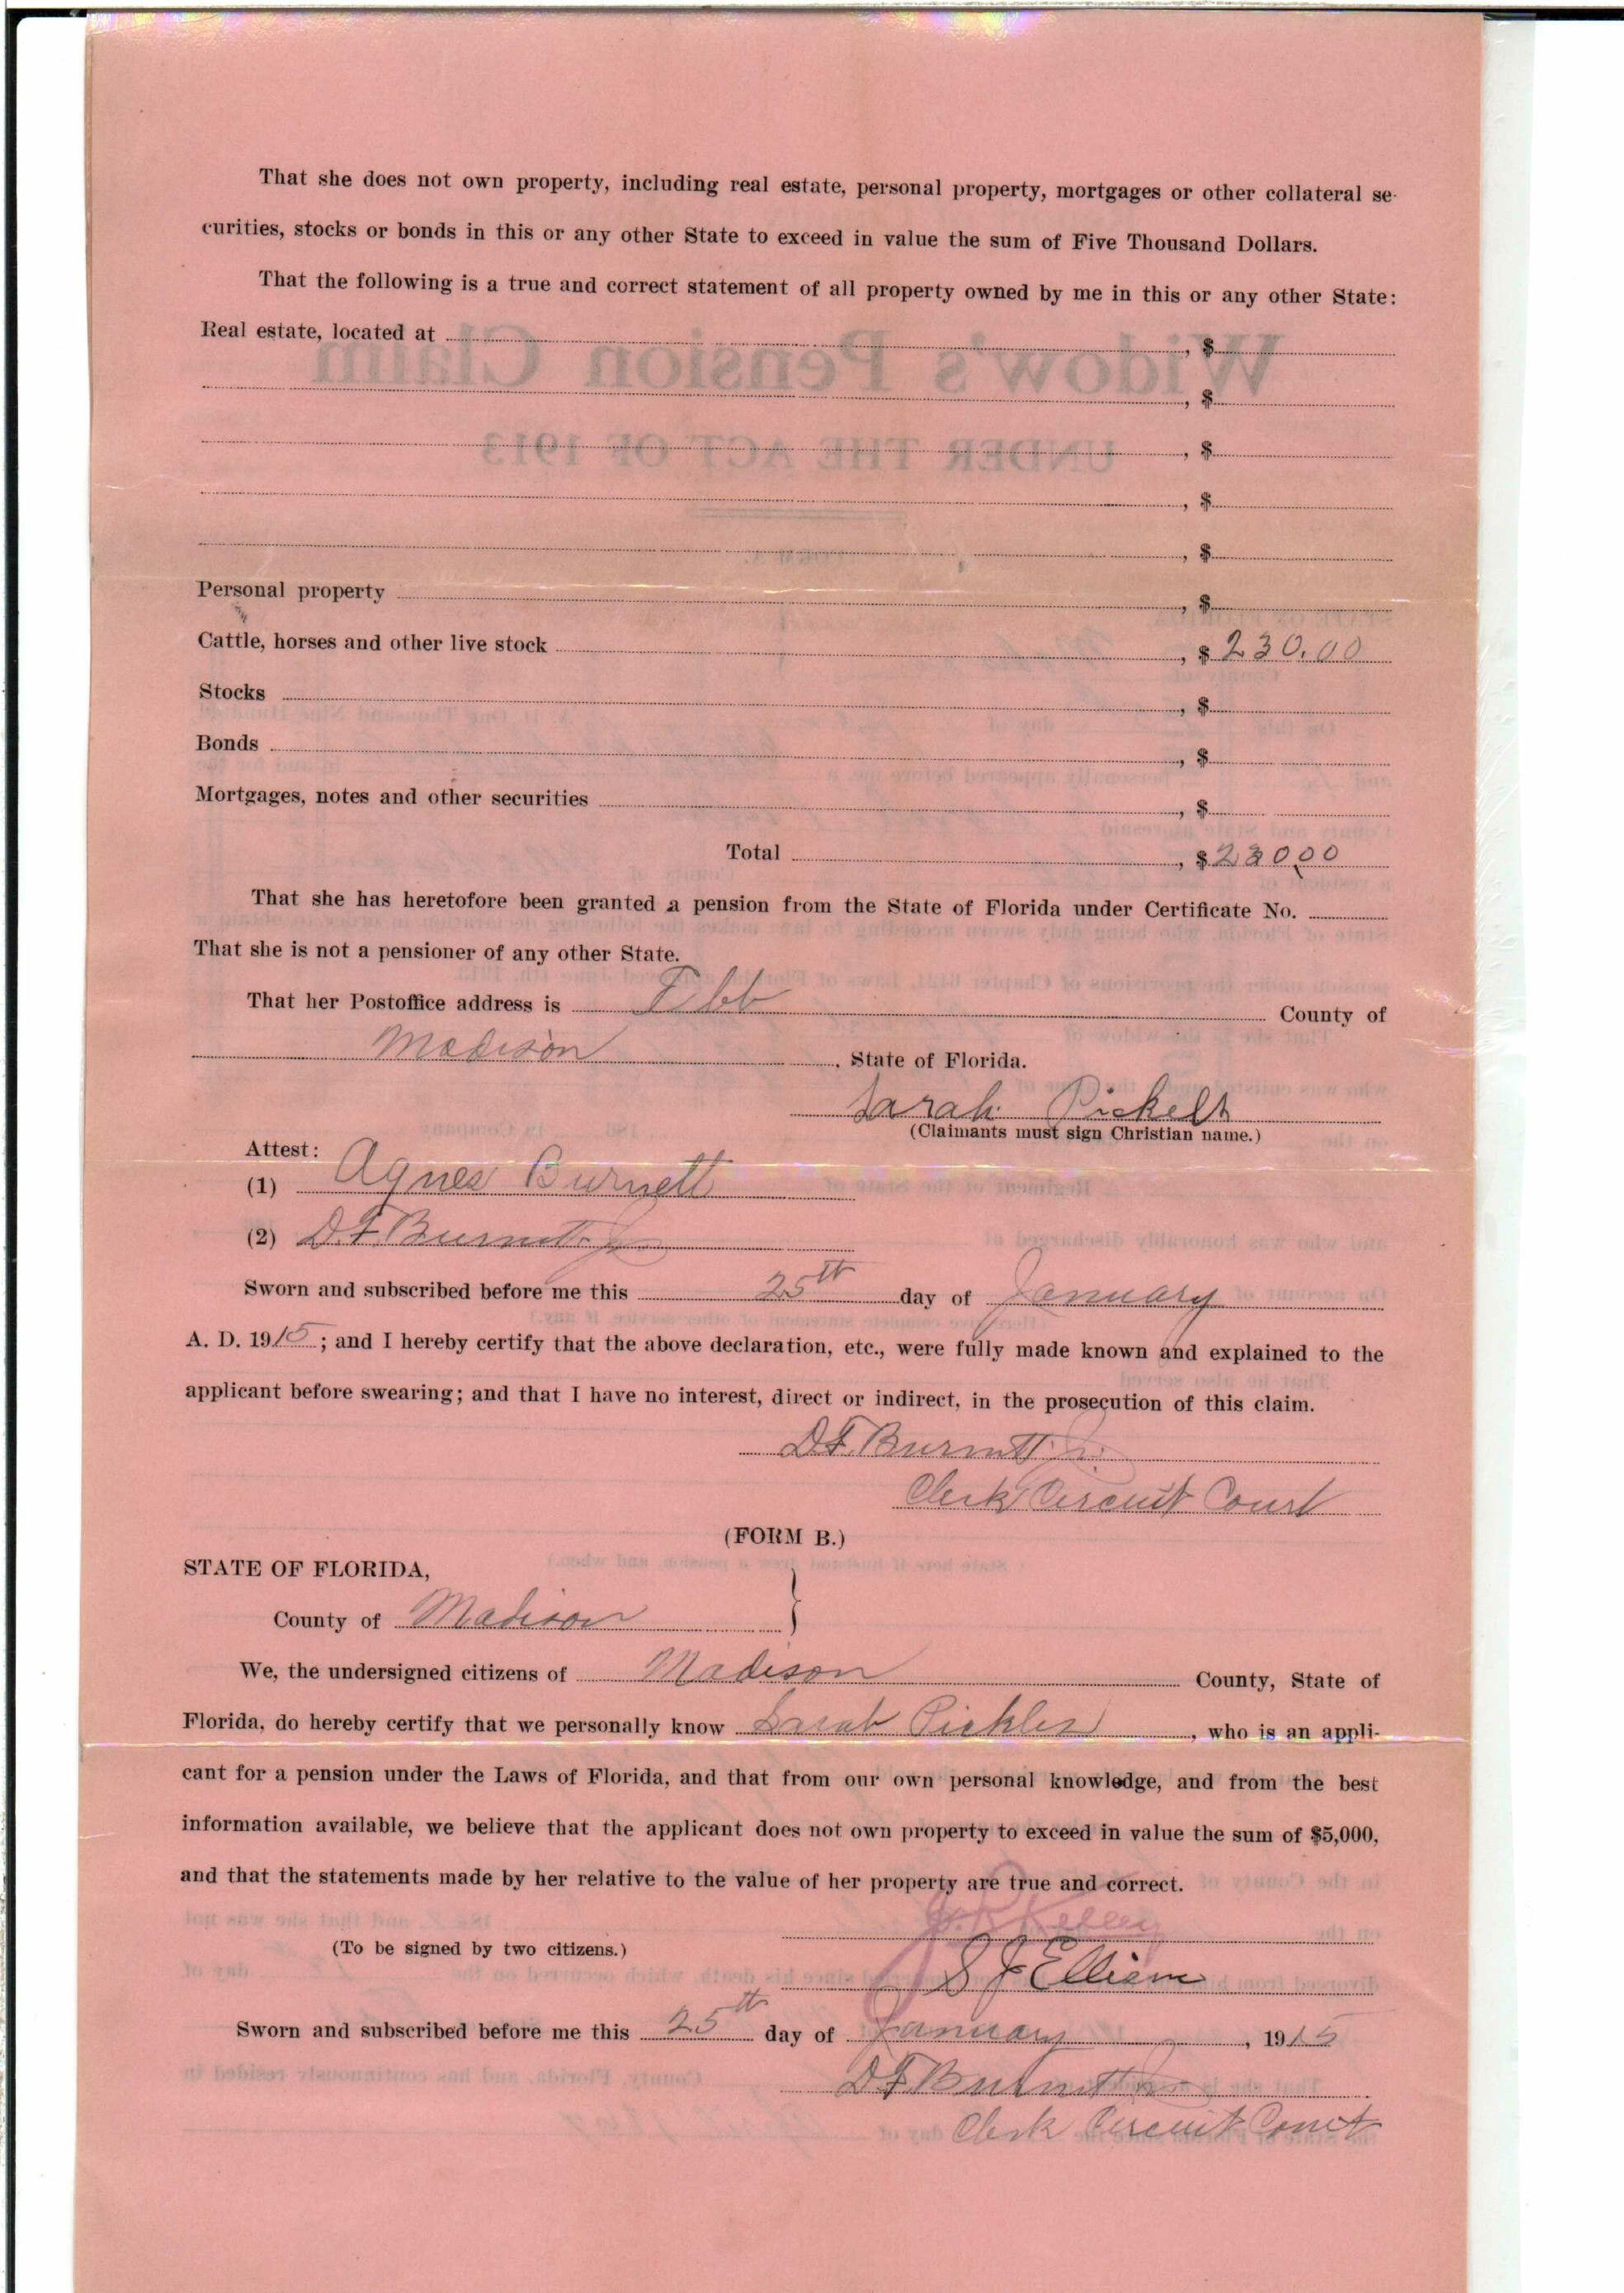 That she does not own property, including real estate, personal property, mortgages or other collateral se-
curities, stocks or bonds in this or any other State to exceed in value the sum of Five Thousand Dollars.
That the following is a true and correct statement of all property owned by me in this or any other State:
Real estate, located at , $
, $
, $
, $
, $
Personal property , $
Cattle, horses and other live stock , $ 230.00
Stocks , $
Bonds , $
Mortgages, notes and other securities , $
Total , $ 230.00
That she has heretofore been granted a pension from the State of Florida under Certificate No.
That she is not a pensioner of any other State.
That her Postoffice address is County of
Madison , State of Florida.
Sarah Pickels
(Claimants must sign Christian name.)
Attest:
(1) Agnes Burnett
(2) D.F. Burnett Jr
Sworn and subscribed before me this 25th day of January
A. D. 1915; and I hereby certify that the above declaration, etc., were fully made known and explained to the
applicant before swearing; and that I have no interest, direct or indirect, in the prosecution of this claim.
D.F. Burnett Jr.
Clerk Circuit Court
(FORM B.)
STATE OF FLORIDA,
County of Madison }
We, the undersigned citizens of Madison County, State of
Florida, do hereby certify that we personally know Sarah Pickles , who is an appli-
cant for a pension under the Laws of Florida, and that from our own personal knowledge, and from the best
information available, we believe that the applicant does not own property to exceed in value the sum of $5,000,
and that the statements made by her relative to the value of her property are true and correct.
Kelley
(To be signed by two citizens.)
S J
Sworn and subscribed before me this 25th day of January , 1915
D F Burnett Jr
Clerk Circuit Court